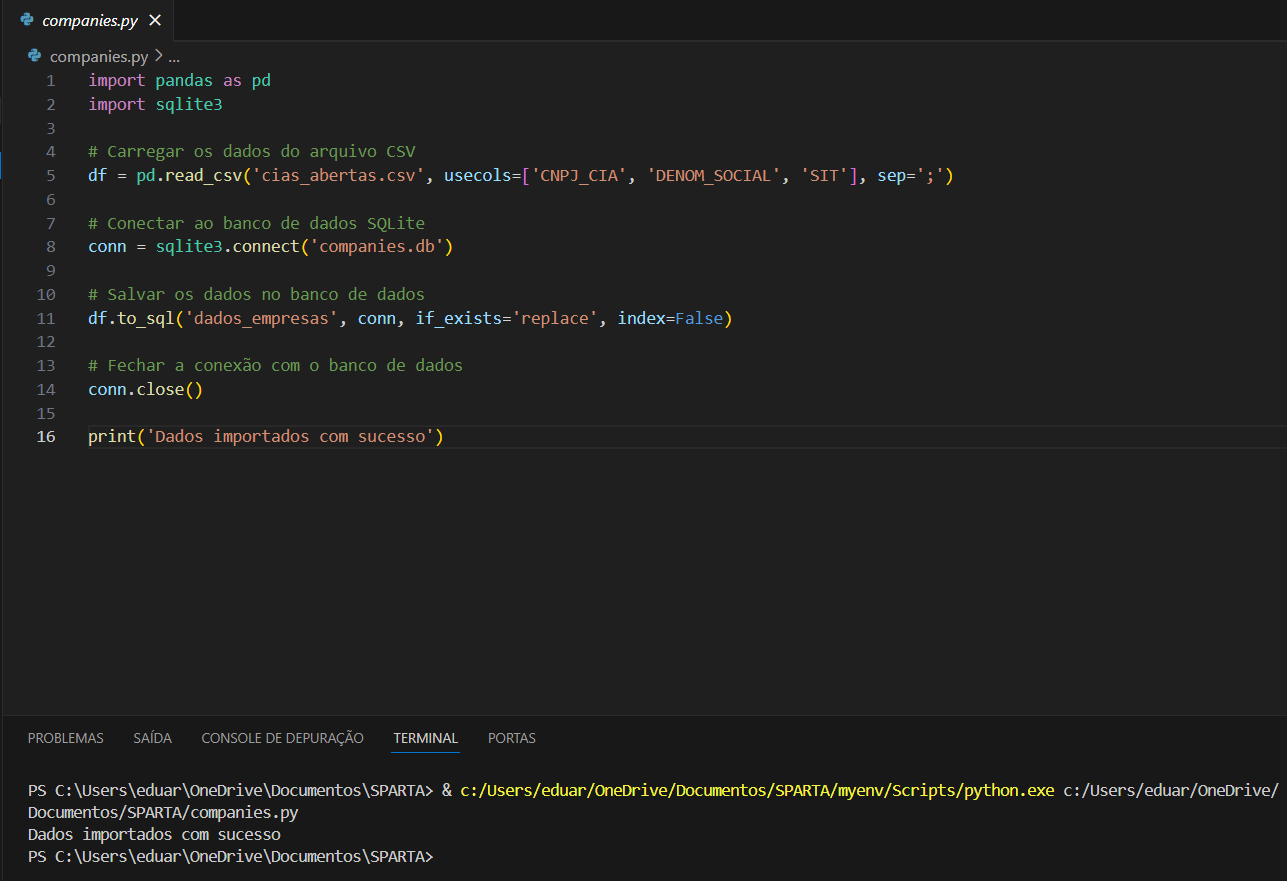 companies.py ×
companies.py > ...
1 import pandas as pd
2 import sqlite3
3
4 # Carregar os dados do arquivo CSV
5 df = pd.read_csv('cias_abertas.csv', usecols=['CNPJ_CIA', 'DENOM_SOCIAL', 'SIT'], sep=';')
6
7 # Conectar ao banco de dados SQLite
8 conn = sqlite3.connect('companies.db')
9
10 # Salvar os dados no banco de dados
11 df.to_sql('dados_empresas', conn, if_exists='replace', index=False)
12
13 # Fechar a conexão com o banco de dados
14 conn.close()
15
16 print('Dados importados com sucesso')
PROBLEMAS SAÍDA CONSOLE DE DEPURAÇÃO TERMINAL PORTAS
PS C:\Users\eduar\OneDrive\Documentos\SPARTA> & c:/Users/eduar/OneDrive/Documentos/SPARTA/myenv/Scripts/python.exe c:/Users/eduar/OneDrive/
Documentos/SPARTA/companies.py
Dados importados com sucesso
PS C:\Users\eduar\OneDrive\Documentos\SPARTA>